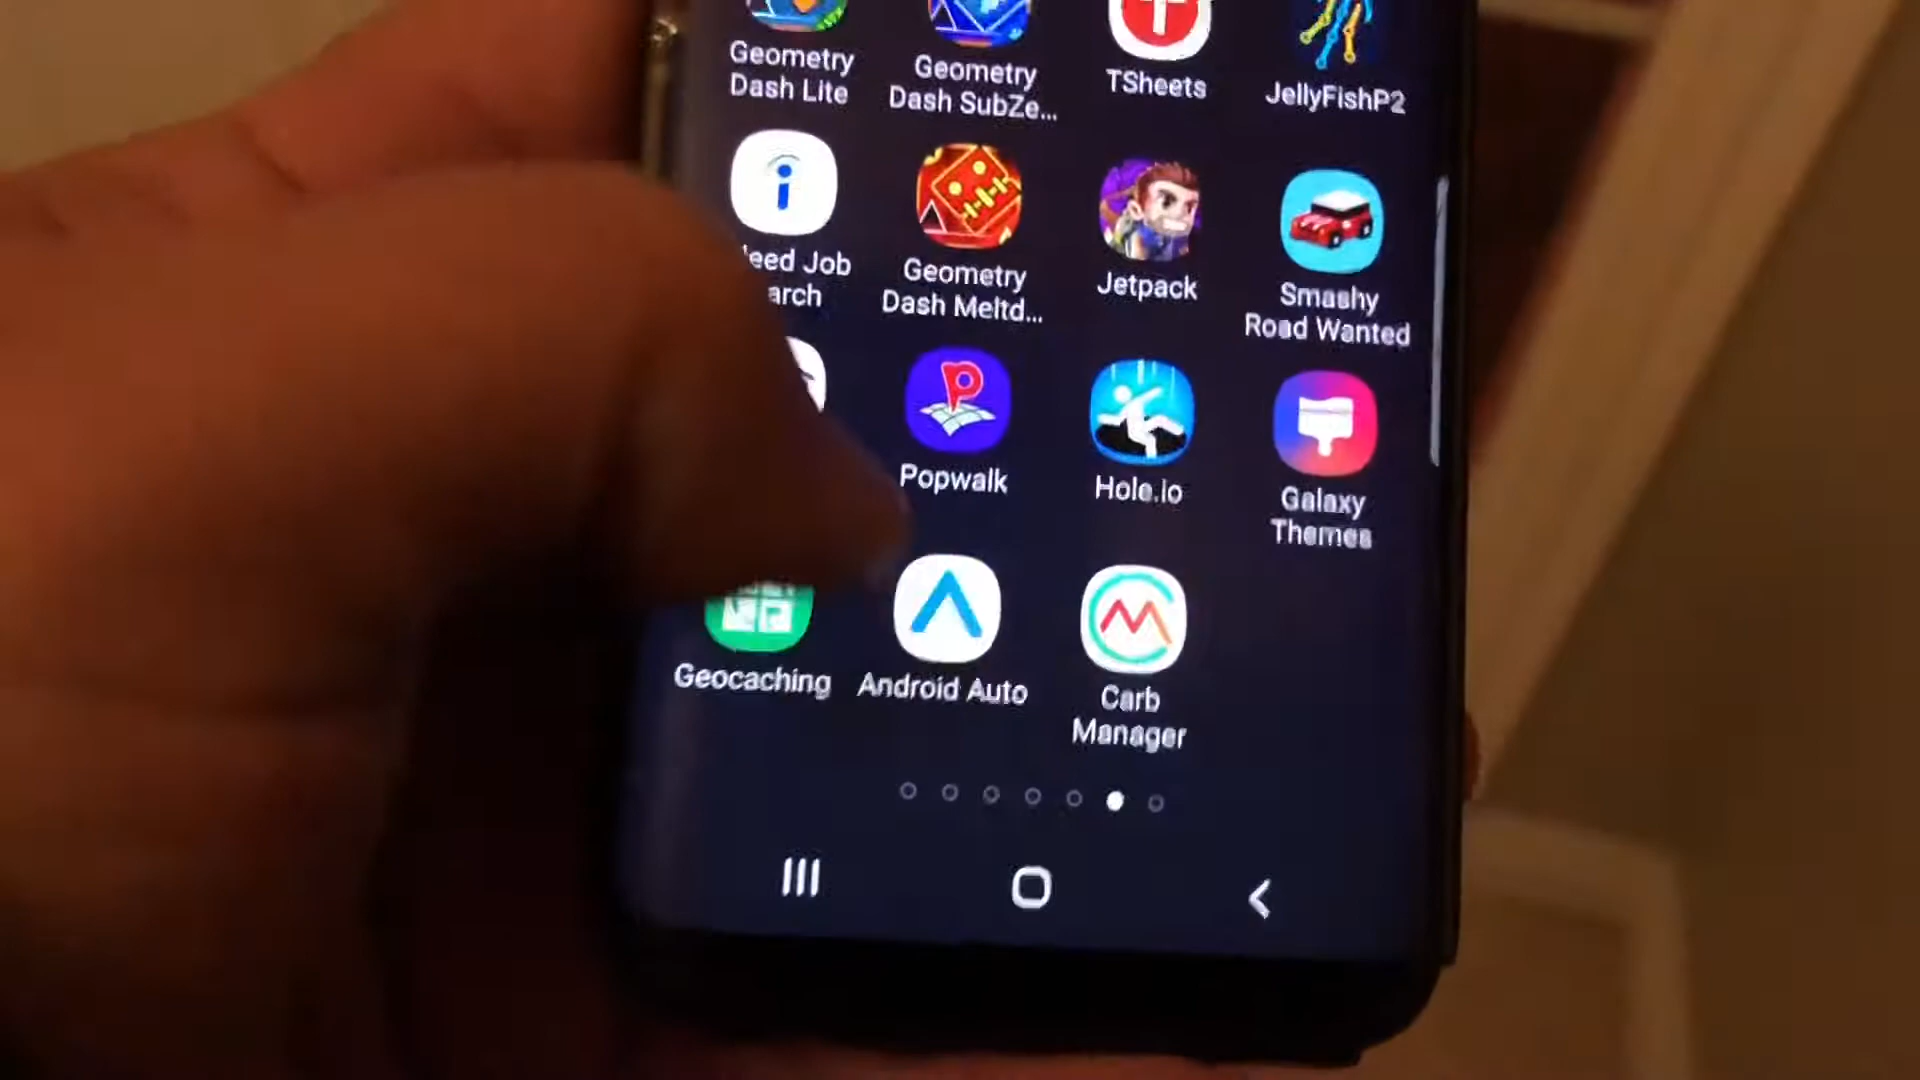 Geometry
Dash Lite
Geometry
Dash SubZe...
TSheets
JellyFishP2
eed Job
arch
Geometry
Dash Meltd...
Jetpack
Smashy
Road Wanted
Popwalk
Hole.io
Galaxy
Themes
Geocaching
Android Auto
Carb
Manager